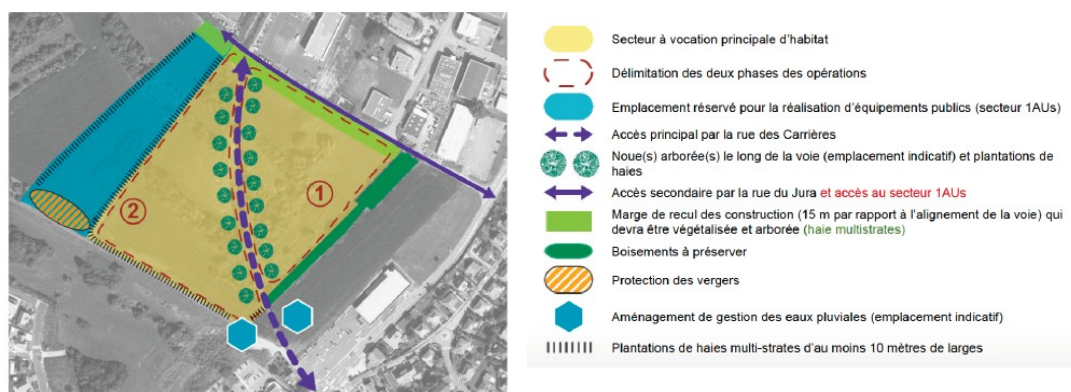 Secteur à vocation principale d'habitat
Délimitation des deux phases des opérations
Emplacement réservé pour la réalisation d'équipements publics (secteur 1AUs)
Accès principal par la rue des Carrières
Noue(s) arborée(s) le long de la voie (emplacement indicatif) et plantations de
haies
Accès secondaire par la rue du Jura et accès au secteur 1AUs
Marge de recul des construction (15 m par rapport à l'alignement de la voie) qui
devra être végétalisée et arborée (haie multistrates)
Boisements à préserver
Protection des vergers
Aménagement de gestion des eaux pluviales (emplacement indicatif)
Plantations de haies multi-strates d'au moins 10 mètres de larges
1
2